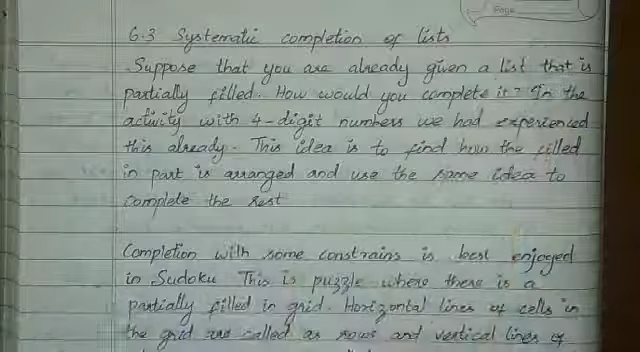 Page
6.3 Systematic completion of lists
Suppose that you are already given a list that is
partially filled. How would you complete it? In the
activity with 4-digit numbers we had experienced
this already. This idea is to find how the filled
in part is arranged and use the same idea to
complete the rest
Completion with some constrains is best enjoyed
in Sudoku This is puzzle where there is a
partially filled in grid. Horizontal lines of cells in
the grid are called as rows and vertical lines of